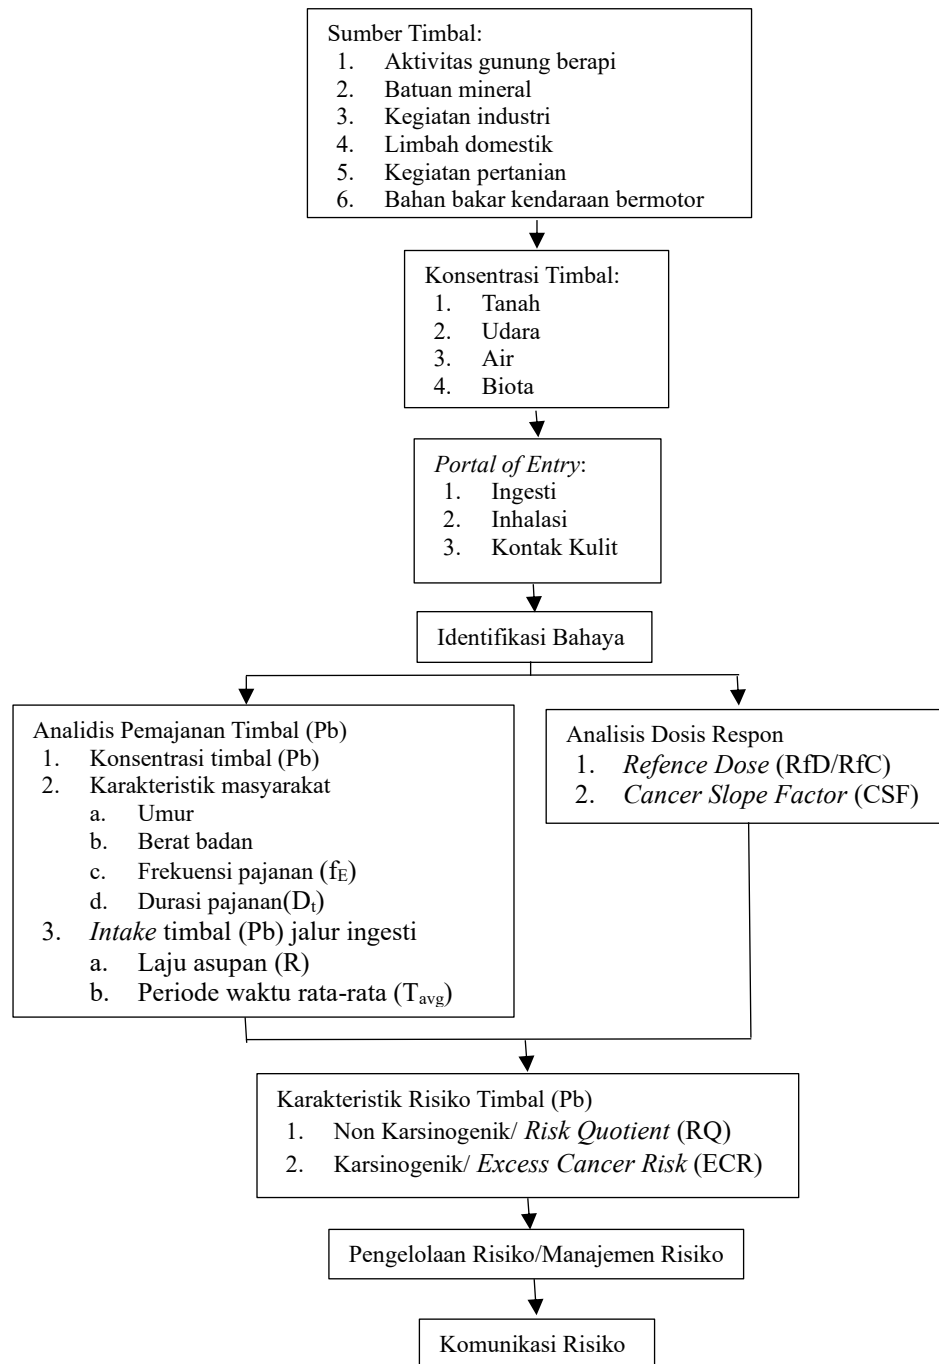 Sumber Timbal:
1. Aktivitas gunung berapi
2. Batuan mineral
3. Kegiatan industri
4. Limbah domestik
5. Kegiatan pertanian
6. Bahan bakar kendaraan bermotor
Konsentrasi Timbal:
1. Tanah
2. Udara
3. Air
4. Biota
Portal of Entry:
1. Ingesti
2. Inhalasi
3. Kontak Kulit
Identifikasi Bahaya
Analidis Pemajanan Timbal (Pb)
1. Konsentrasi timbal (Pb)
2. Karakteristik masyarakat
a. Umur
b. Berat badan
c. Frekuensi pajanan (fE)
d. Durasi pajanan(Dt)
3. Intake timbal (Pb) jalur ingesti
a. Laju asupan (R)
b. Periode waktu rata-rata (Tavg)
Analisis Dosis Respon
1. Refence Dose (RfD/RfC)
2. Cancer Slope Factor (CSF)
Karakteristik Risiko Timbal (Pb)
1. Non Karsinogenik/ Risk Quotient (RQ)
2. Karsinogenik/ Excess Cancer Risk (ECR)
Pengelolaan Risiko/Manajemen Risiko
Komunikasi Risiko